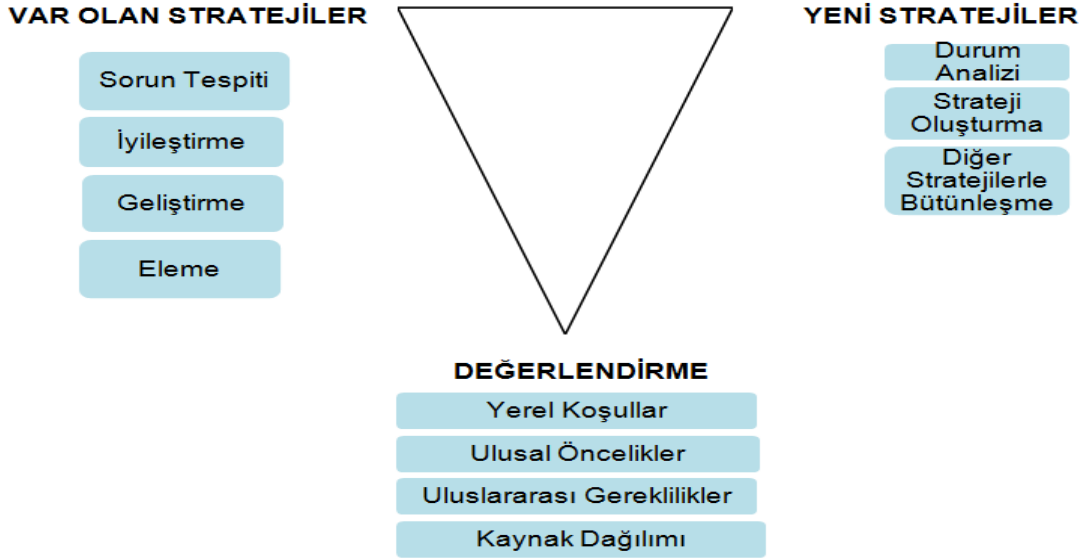 VAR OLAN STRATEJİLER
Sorun Tespiti
İyileştirme
Geliştirme
Eleme
YENİ STRATEJİLER
Durum
Analizi
Strateji
Oluşturma
Diğer
Stratejilerle
Bütünleşme
DEĞERLENDİRME
Yerel Koşullar
Ulusal Öncelikler
Uluslararası Gereklilikler
Kaynak Dağılımı